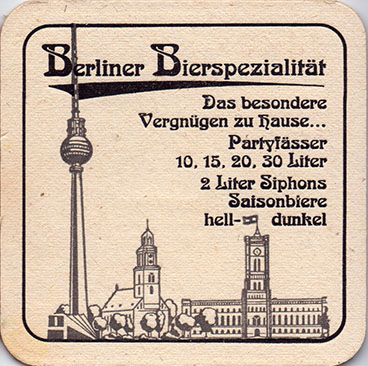 Berliner Bierspezialität
Das besondere
Vergnügen zu Hause...
Partyfässer
10, 15, 20, 30 Liter
2 Liter Siphons
Saisonbiere
hell- dunkel